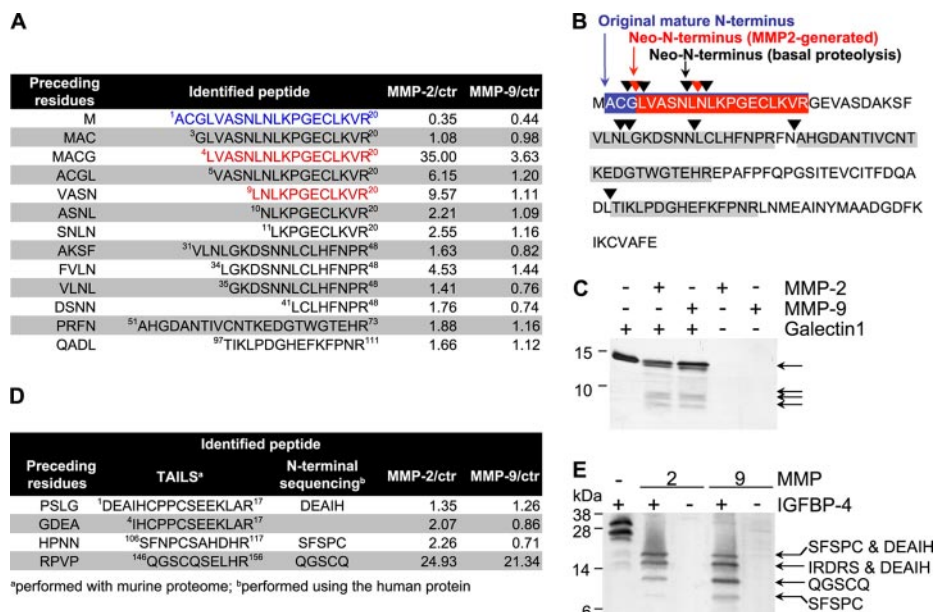 A
Preceding residues Identified peptide MMP-2/ctr MMP-9/ctr
M ¹ACGLVASNLNLKPGECLKVR²⁰ 0.35 0.44
MAC ³GLVASNLNLKPGECLKVR²⁰ 1.08 0.98
MACG ⁴LVASNLNLKPGECLKVR²⁰ 35.00 3.63
ACGL ⁵VASNLNLKPGECLKVR²⁰ 6.15 1.20
VASN ⁹LNLKPGECLKVR²⁰ 9.57 1.11
ASNL ¹⁰NLKPGECLKVR²⁰ 2.21 1.09
SNLN ¹¹LKPGECLKVR²⁰ 2.55 1.16
AKSF ³¹VLNLGKDSNNLCLHFNPR⁴⁸ 1.63 0.82
FVLN ³⁴LGKDSNNLCLHFNPR⁴⁸ 4.53 1.44
VLNL ³⁵GKDSNNLCLHFNPR⁴⁸ 1.41 0.76
DSNN ⁴¹LCLHFNPR⁴⁸ 1.76 0.74
PRFN ⁵¹AHGDANTIVCNTKEDGTWGTEHR⁷³ 1.88 1.16
QADL ⁹⁷TIKLPDGHEFKFPNR¹¹¹ 1.66 1.12
B
Original mature N-terminus
Neo-N-terminus (MMP2-generated)
Neo-N-terminus (basal proteolysis)
MACGLVASNLNLKPGECLKVRGEVASDAKSF
VLNLGKDSNNLCLHFNPRFNAHGDANTIVCNT
KEDGTWGTEHREPAFPFQPGSITEVCITFDQA
DLTIKLPDGHEFKFPNRLNMEAINYMAADGDFK
IKCVAFE
C
- + - + - MMP-2
- - + - + MMP-9
+ + + - - Galectin1
15
10
D
Identified peptide
Preceding residues TAILSᵃ N-terminal sequencingᵇ MMP-2/ctr MMP-9/ctr
PSLG ¹DEAIHCPPCSEEKLAR¹⁷ DEAIH 1.35 1.26
GDEA ⁴IHCPPCSEEKLAR¹⁷ 2.07 0.86
HPNN ¹⁰⁶SFNPCSAHDHR¹¹⁷ SFSPC 2.26 0.71
RPVP ¹⁴⁶QGSCQSELHR¹⁵⁶ QGSCQ 24.93 21.34
ᵃperformed with murine proteome; ᵇperformed using the human protein
E
- 2 9 MMP
+ + - + - IGFBP-4
kDa
38
28
14
6
SFSPC & DEAIH
IRDRS & DEAIH
QGSCQ
SFSPC